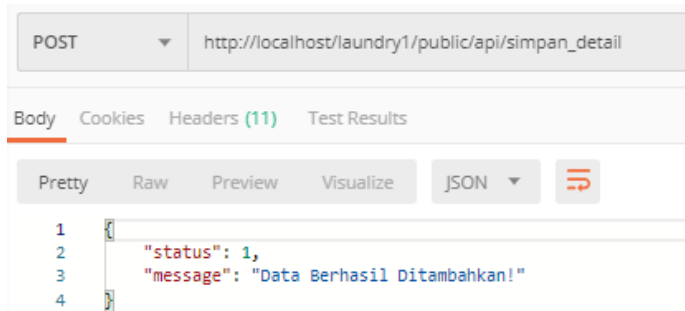 POST http://localhost/laundry1/public/api/simpan_detail
Body Cookies Headers (11) Test Results
Pretty Raw Preview Visualize JSON
1 {
2 "status": 1,
3 "message": "Data Berhasil Ditambahkan!"
4 }